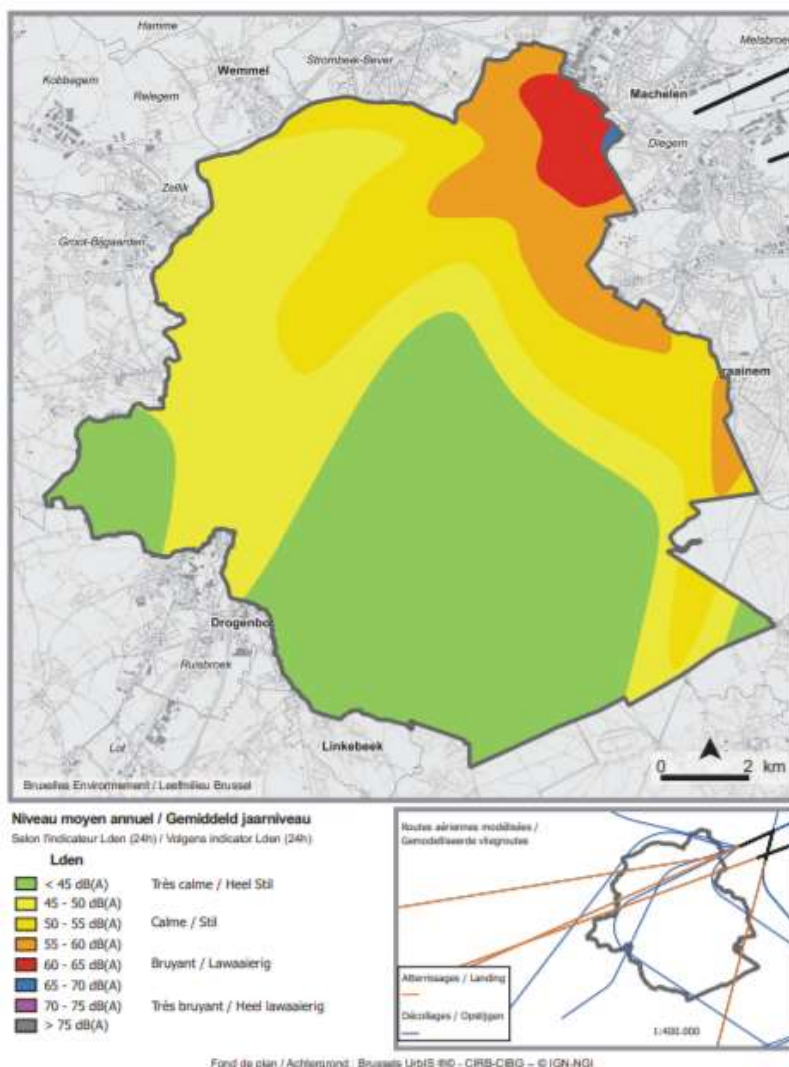 Hamme
Melsbroe
Strombeek-Bever
Wemmel
Kobbegem
Relegem
Machelen
Diegem
Zellik
Groot-Bijgaarden
raainem
Drogenbo
Ruisbroek
Lot
Linkebeek
0 2 km
Bruxelles Environnement / Leefmilieu Brussel
Niveau moyen annuel / Gemiddeld jaarniveau
Selon l'indicateur Lden (24h) / Volgens indicator Lden (24h)
Lden
< 45 dB(A) Très calme / Heel Stil
45 - 50 dB(A)
50 - 55 dB(A) Calme / Stil
55 - 60 dB(A)
60 - 65 dB(A) Bruyant / Lawaaierig
65 - 70 dB(A)
70 - 75 dB(A) Très bruyant / Heel lawaaierig
> 75 dB(A)
Routes aériennes modélisées /
Gemodelliseerde vliegroutes
Atterrissages / Landing
Décollages / Opstijgen
1:400.000
Fond de plan / Achtergrond : Brussels UrbIS ®© - CIRB-CIBG – © IGN-NGI